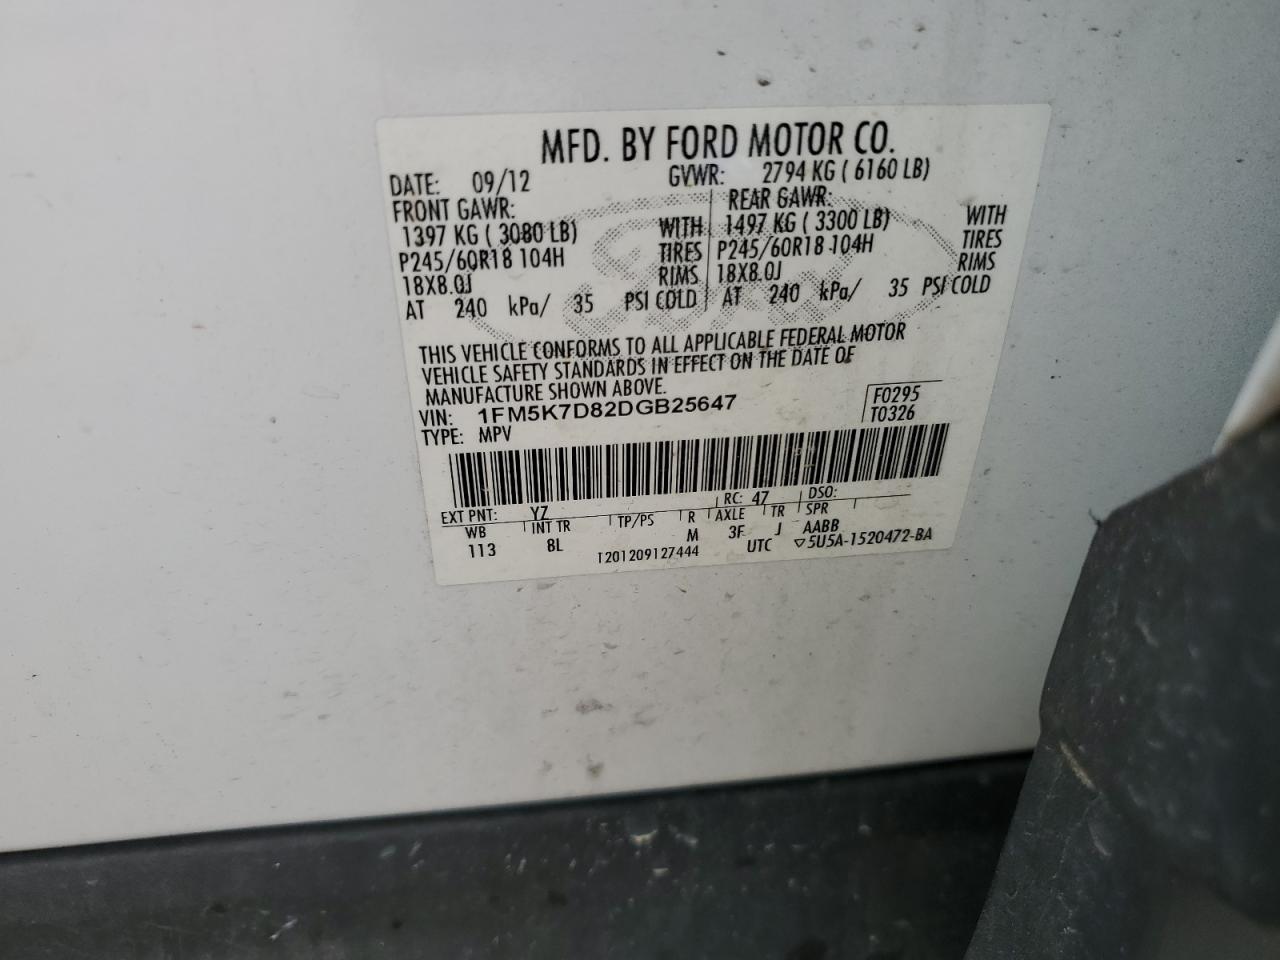 MFD. BY FORD MOTOR CO.
DATE: 09/12 GVWR: 2794 KG ( 6160 LB)
FRONT GAWR: REAR GAWR:
1397 KG ( 3080 LB) WITH 1497 KG ( 3300 LB) WITH
P245/60R18 104H TIRES P245/60R18 104H TIRES
18X8.0J RIMS 18X8.0J RIMS
AT 240 kPa/ 35 PSI COLD AT 240 kPa/ 35 PSI COLD
Ford
THIS VEHICLE CONFORMS TO ALL APPLICABLE FEDERAL MOTOR
VEHICLE SAFETY STANDARDS IN EFFECT ON THE DATE OF
MANUFACTURE SHOWN ABOVE.
VIN: 1FM5K7D82DGB25647 F0295
TYPE: MPV T0326
EXT PNT: YZ RC: 47 DSO:
WB INT TR TP/PS R AXLE TR SPR
113 8L M 3F J AABB
1201209127444 UTC ▽5U5A-1520472-BA